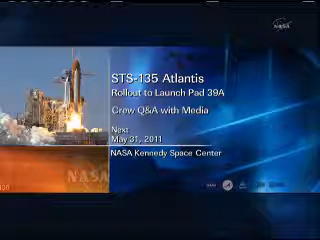 NASA
STS-135 Atlantis
Rollout to Launch Pad 39A
Crew Q&A with Media
Next
May 31, 2011
NASA Kennedy Space Center
NASA